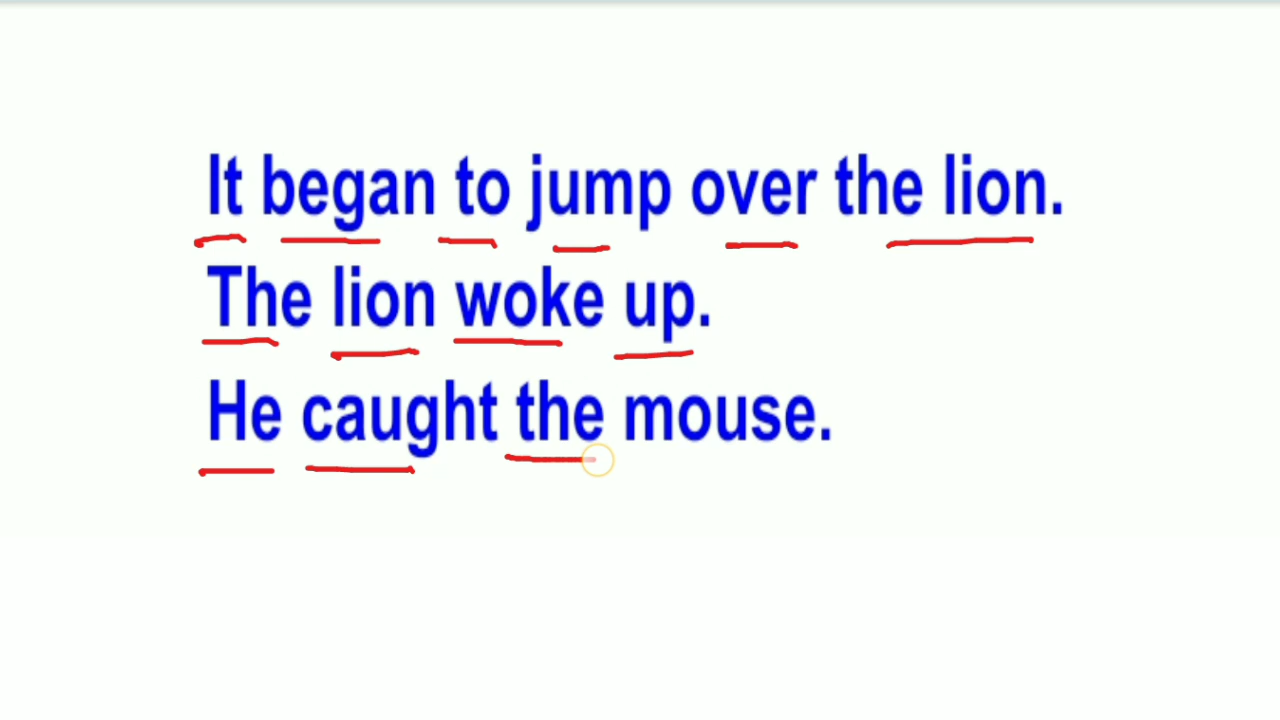 It began to jump over the lion.
The lion woke up.
He caught the mouse.